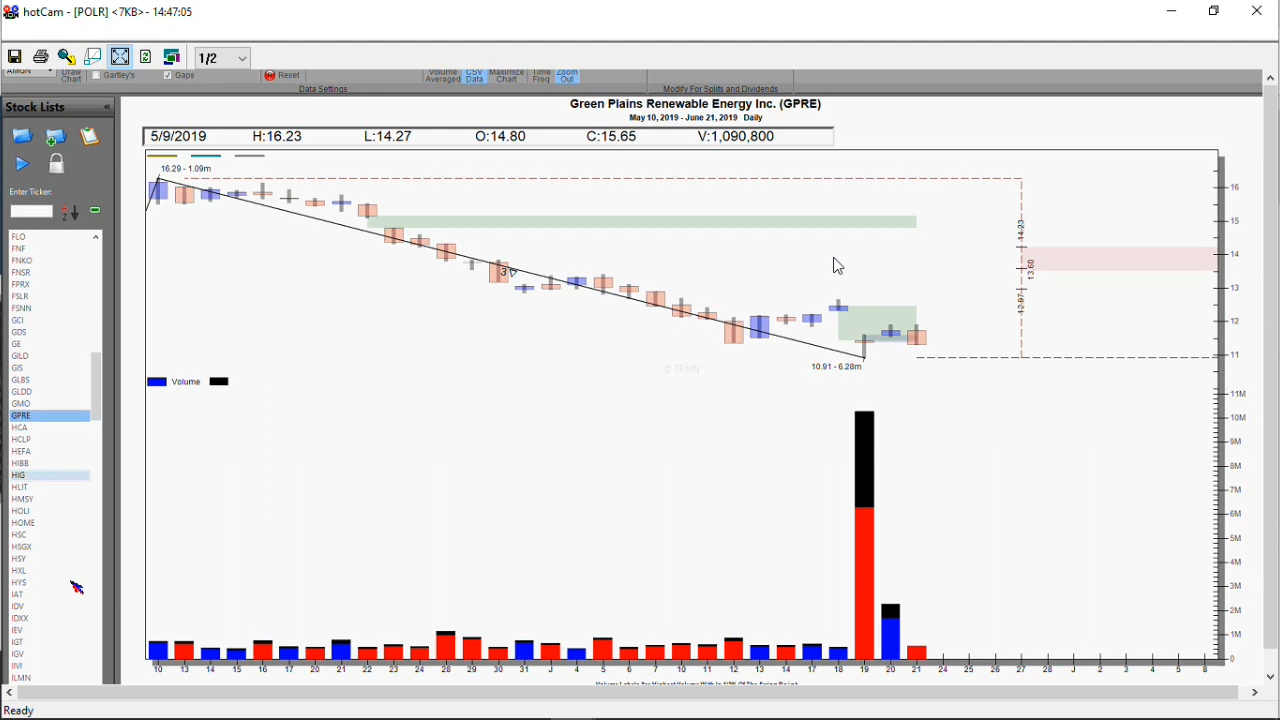 hotCam - [POLR] <7KB> - 14:47:05
1/2
AMGN
Draw Chart
Gartley's
Gaps
Reset
Volume Averaged
CSV Data
Maximize Chart
Time Freq
Zoom Out
Data Settings
Modify For Splits and Dividends
Stock Lists
Enter Ticker:
FLO
FNF
FNKO
FNSR
FPRX
FSLR
FSNN
GCI
GDS
GE
GILD
GIS
GLBS
GLDD
GMO
GPRE
HCA
HCLP
HEFA
HIBB
HIG
HLIT
HMSY
HOLI
HOME
HSC
HSGX
HSY
HXL
HYS
IAT
IDV
IDXX
IEV
IGT
IGV
IIVI
ILMN
Green Plains Renewable Energy Inc. (GPRE)
May 10, 2019 - June 21, 2019 Daily
5/9/2019 H:16.23 L:14.27 O:14.80 C:15.65 V:1,090,800
16.29 - 1.09m
3
10.91 - 6.28m
14.23
13.60
12.97
© TFNN
16
15
14
13
12
11
Volume
11M
10M
9M
8M
7M
6M
5M
4M
3M
2M
1M
0
10 13 14 15 16 17 20 21 22 23 24 28 29 30 31 3 4 5 6 7 10 11 12 13 14 17 18 19 20 21 24 25 26 27 28 J 2 3 4 5 8
Ready